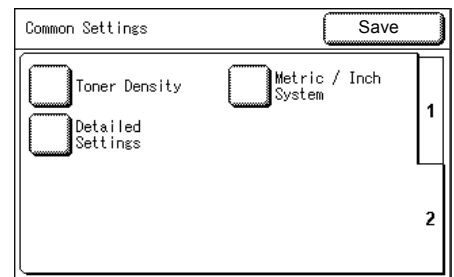 Common Settings
Save
Toner Density
Metric / Inch
System
Detailed
Settings
1
2